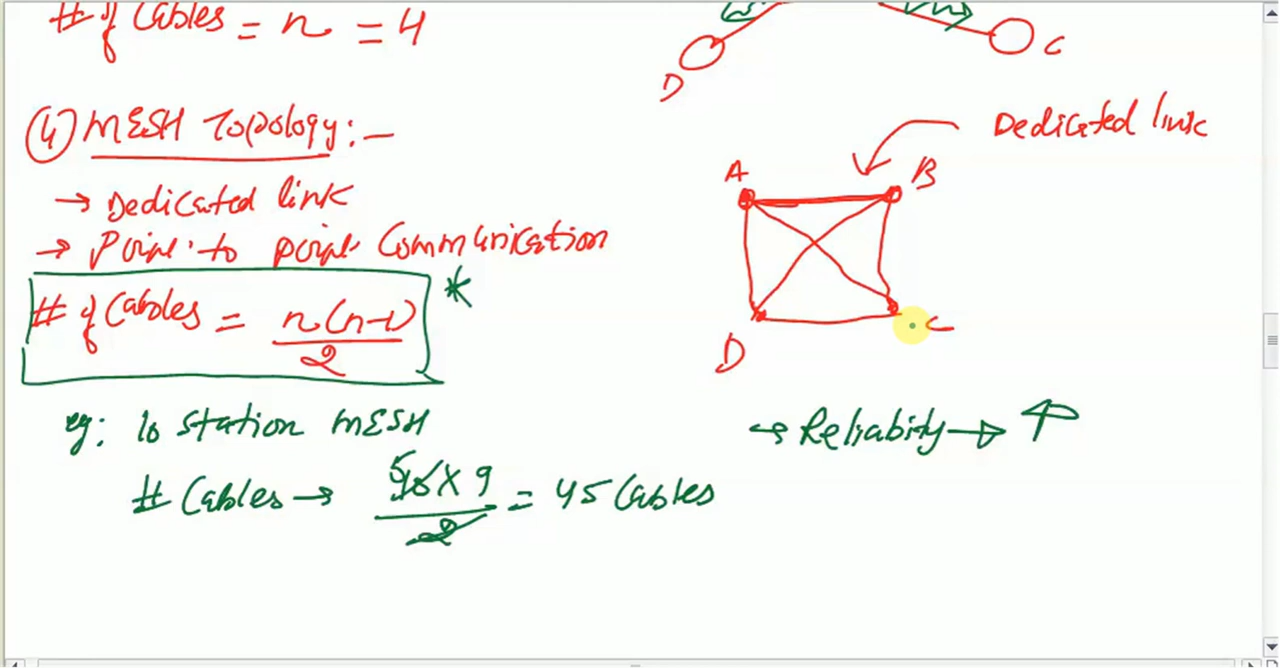 # of Cables = n = 4
D
C
(4) MESH Topology:-
→ Dedicated link
→ Point to point Communication
# of Cables = n(n-1)
2
*
Dedicated link
A
B
D
C
eg: 10 station MESH
# Cables → 5 10 X 9 = 45 Cables
2
→ Reliability → ↑